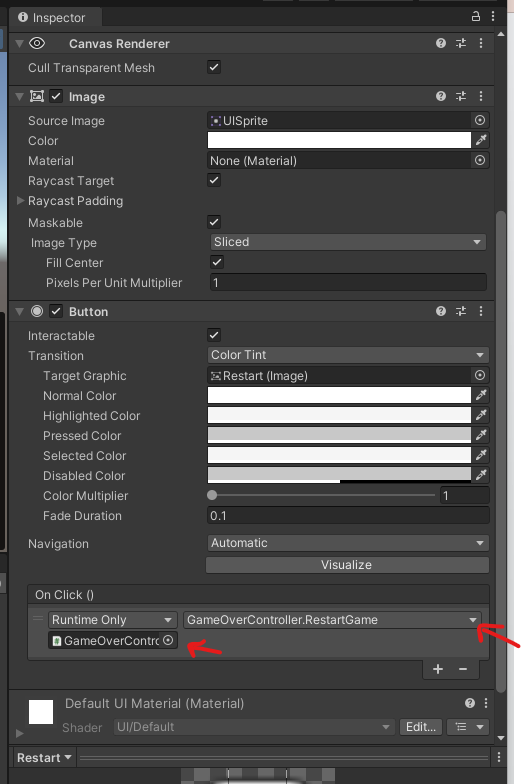 Inspector
Canvas Renderer
Cull Transparent Mesh
Image
Source Image UISprite
Color
Material None (Material)
Raycast Target
Raycast Padding
Maskable
Image Type Sliced
Fill Center
Pixels Per Unit Multiplier 1
Button
Interactable
Transition Color Tint
Target Graphic Restart (Image)
Normal Color
Highlighted Color
Pressed Color
Selected Color
Disabled Color
Color Multiplier 1
Fade Duration 0.1
Navigation Automatic
Visualize
On Click ()
Runtime Only GameOverController.RestartGame
GameOverContro
Default UI Material (Material)
Shader UI/Default Edit...
Restart